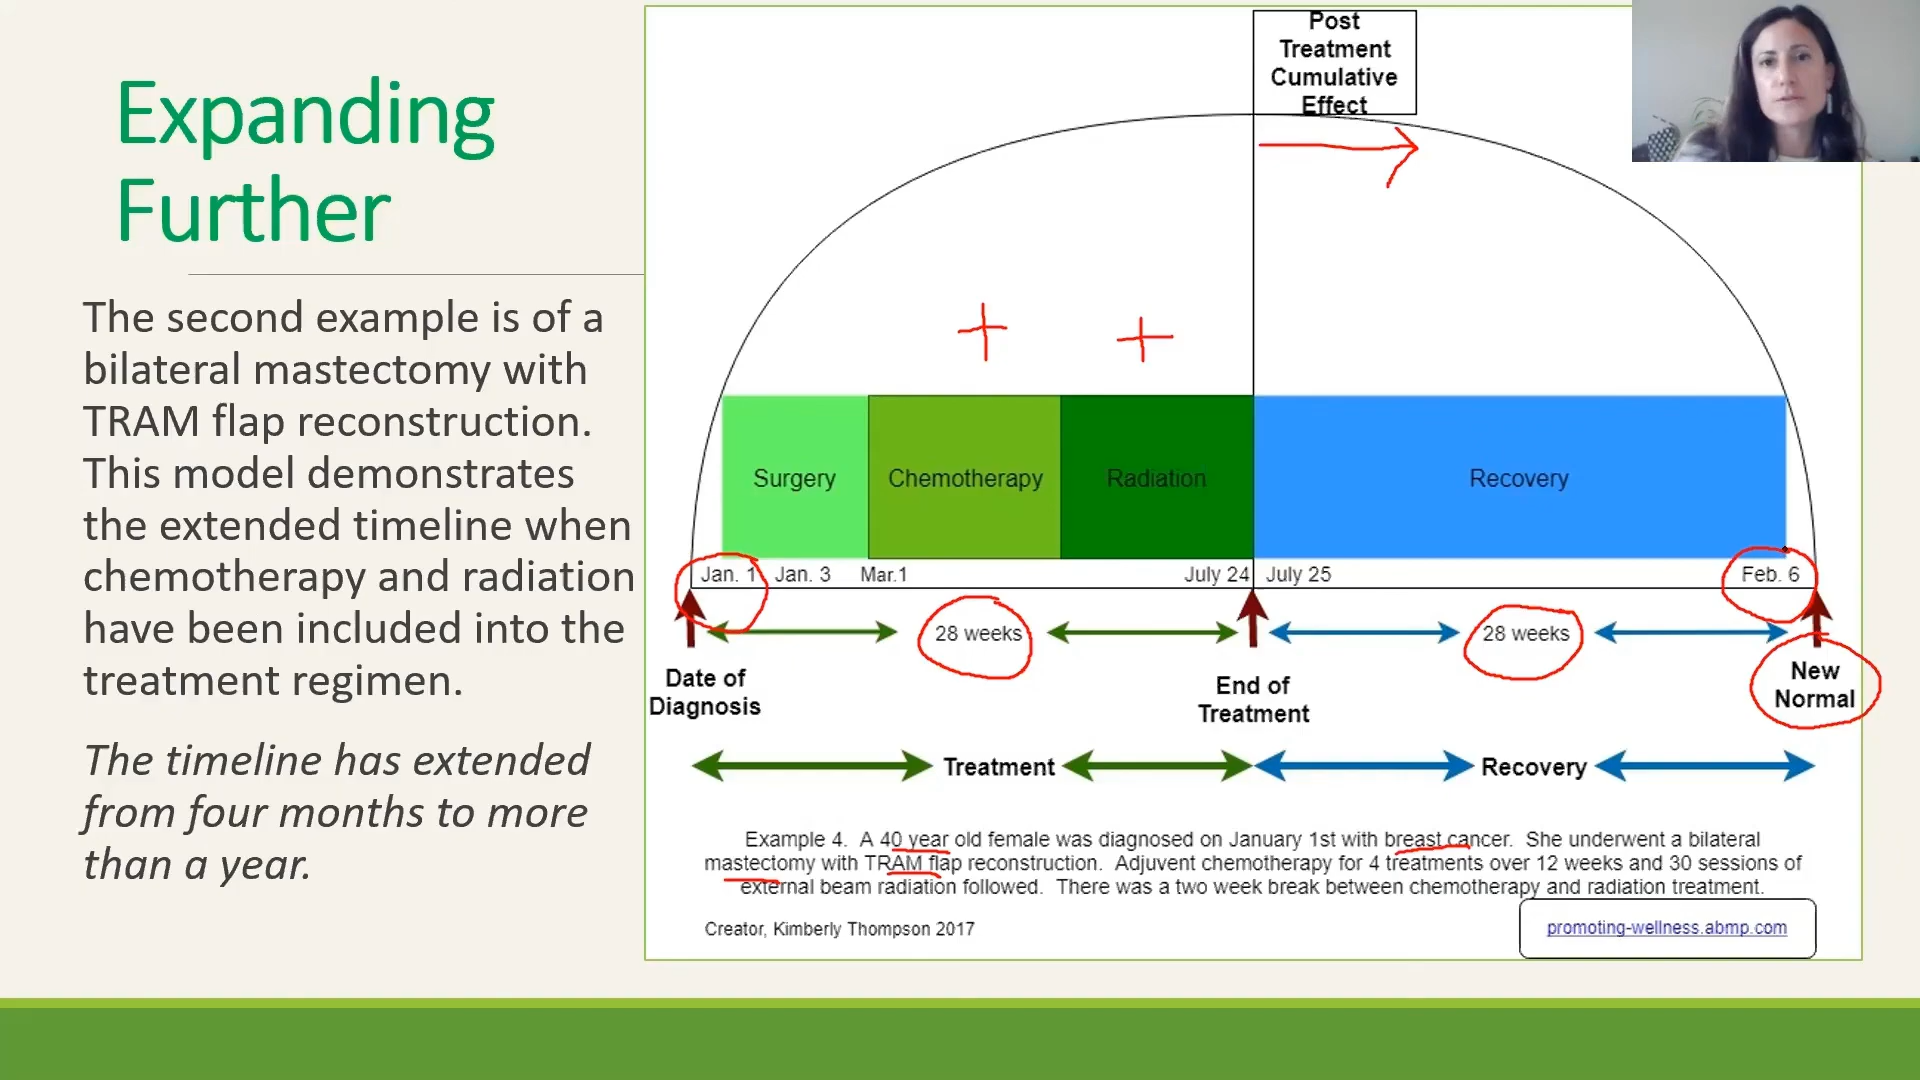 Expanding
Further
The second example is of a
bilateral mastectomy with
TRAM flap reconstruction.
This model demonstrates
the extended timeline when
chemotherapy and radiation
have been included into the
treatment regimen.
The timeline has extended
from four months to more
than a year.
Post
Treatment
Cumulative
Effect
Surgery
Chemotherapy
Radiation
Recovery
Jan. 1
Jan. 3
Mar.1
July 24
July 25
Feb. 6
28 weeks
28 weeks
Date of
Diagnosis
End of
Treatment
New
Normal
Treatment
Recovery
Example 4. A 40 year old female was diagnosed on January 1st with breast cancer. She underwent a bilateral
mastectomy with TRAM flap reconstruction. Adjuvent chemotherapy for 4 treatments over 12 weeks and 30 sessions of
external beam radiation followed. There was a two week break between chemotherapy and radiation treatment.
Creator, Kimberly Thompson 2017
promoting-wellness.abmp.com